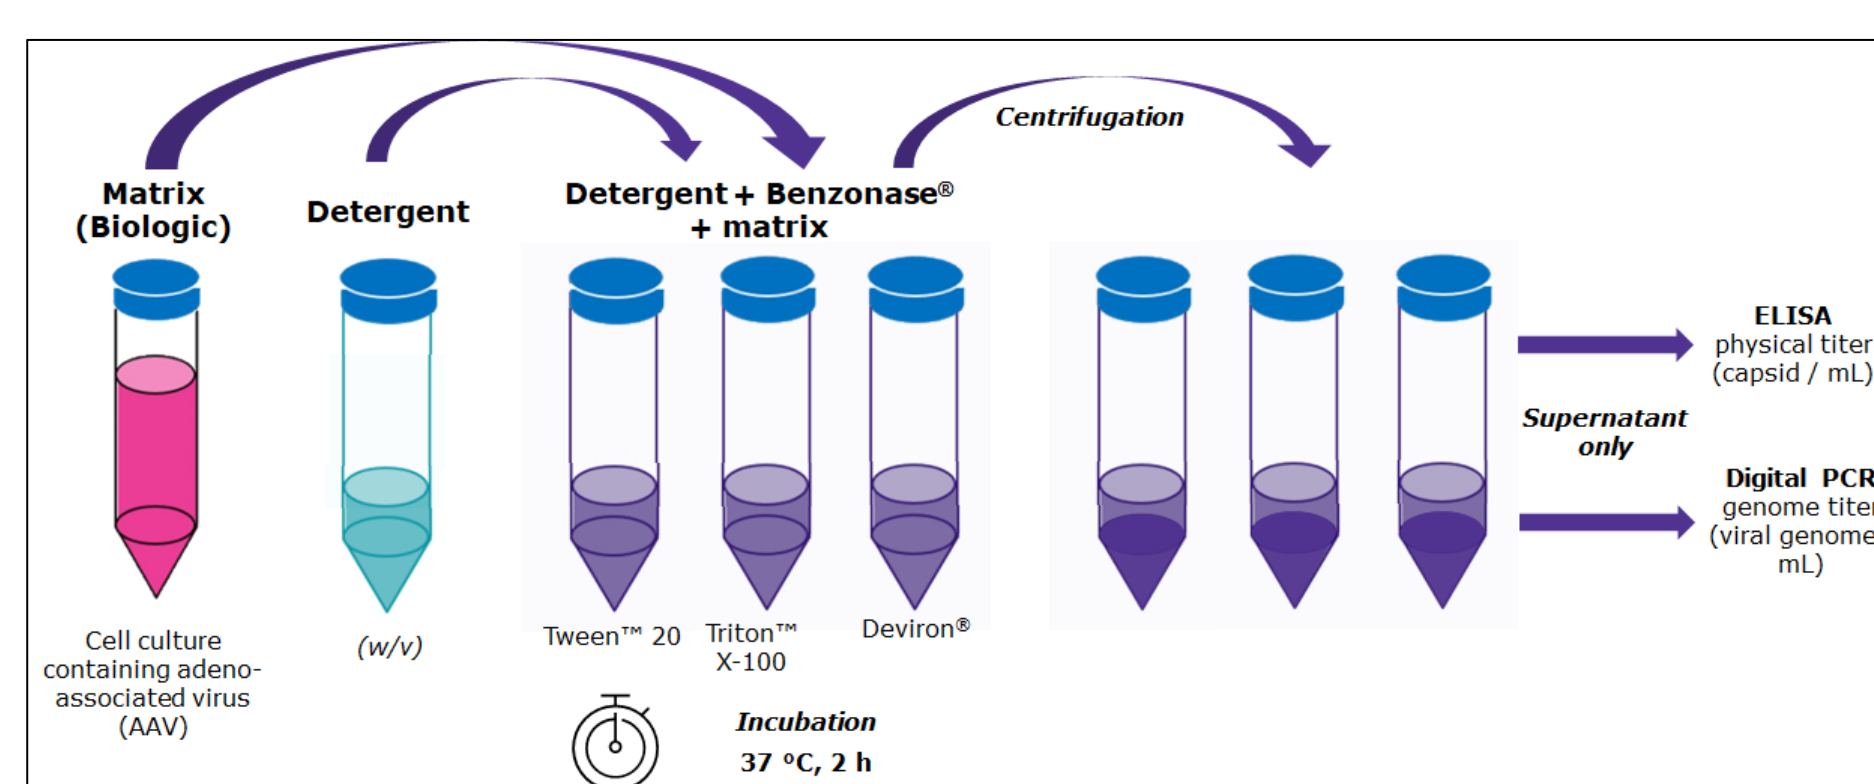 Centrifugation
Matrix
(Biologic)
Detergent
Detergent + Benzonase®
+ matrix
ELISA
physical titer
(capsid / mL)
Supernatant
only
Digital PCR
genome titer
(viral genome
mL)
Cell culture
containing adeno-
associated virus
(AAV)
(w/v)
Tween™ 20
Triton™
X-100
Deviron®
Incubation
37 ºC, 2 h